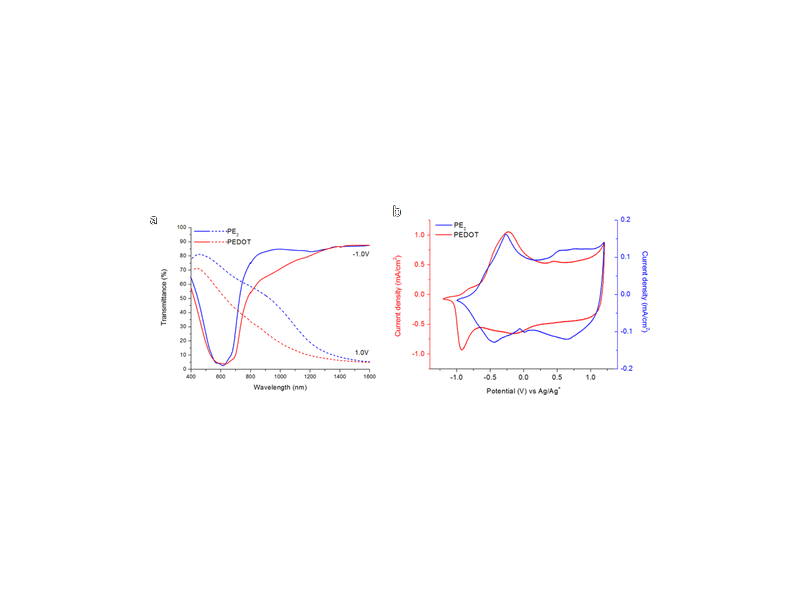 a)
100
90
80
70
60
50
40
30
20
10
0
Transmittance (%)
PE2
PEDOT
-1.0V
1.0V
400 600 800 1000 1200 1400 1600
Wavelength (nm)
b)
1.0
0.5
0.0
-0.5
-1.0
Current density (mA/cm2)
PE2
PEDOT
0.2
0.1
0.0
-0.1
-0.2
Current density (mA/cm2)
-1.0 -0.5 0.0 0.5 1.0
Potential (V) vs Ag/Ag+